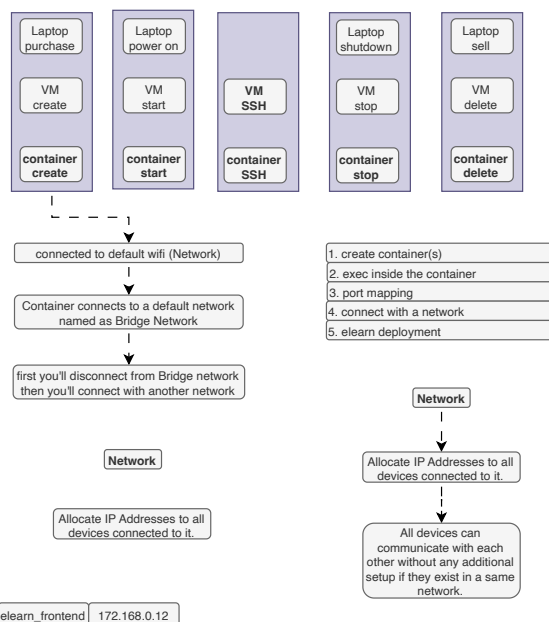 Laptop
purchase
Laptop
power on
Laptop
shutdown
Laptop
sell
VM
create
VM
start
VM
SSH
VM
stop
VM
delete
container
create
container
start
container
SSH
container
stop
container
delete
connected to default wifi (Network)
Container connects to a default network
named as Bridge Network
first you'll disconnect from Bridge network
then you'll connect with another network
1. create container(s)
2. exec inside the container
3. port mapping
4. connect with a network
5. elearn deployment
Network
Allocate IP Addresses to all
devices connected to it.
Network
Allocate IP Addresses to all
devices connected to it.
All devices can
communicate with each
other without any additional
setup if they exist in a same
network.
elearn_frontend 172.168.0.12